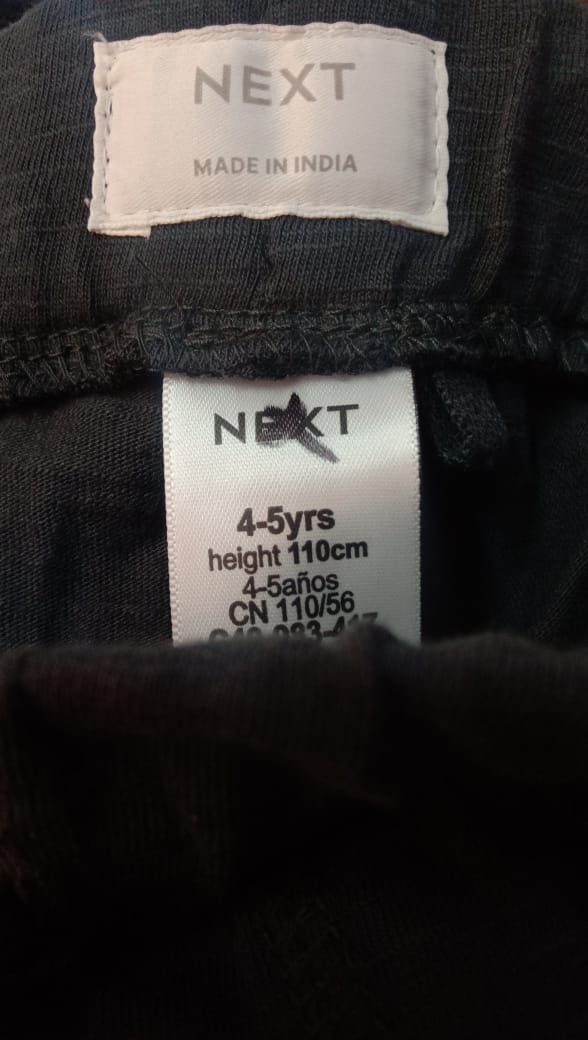 NEXT
MADE IN INDIA
NEXT
4-5yrs
height 110cm
4-5años
CN 110/56